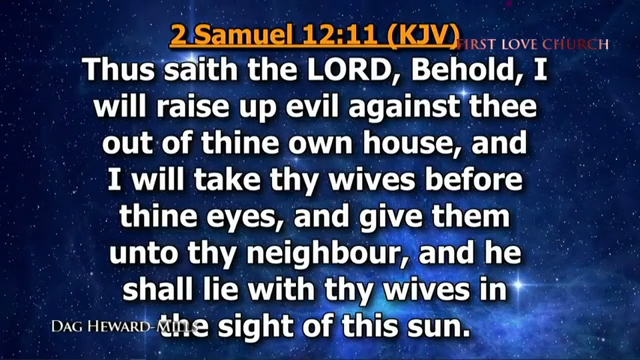 2 Samuel 12:11 (KJV)
FIRST LOVE CHURCH
Thus saith the LORD, Behold, I
will raise up evil against thee
out of thine own house, and
I will take thy wives before
thine eyes, and give them
unto thy neighbour, and he
shall lie with thy wives in
the sight of this sun.
DAG HEWARD-MILLS